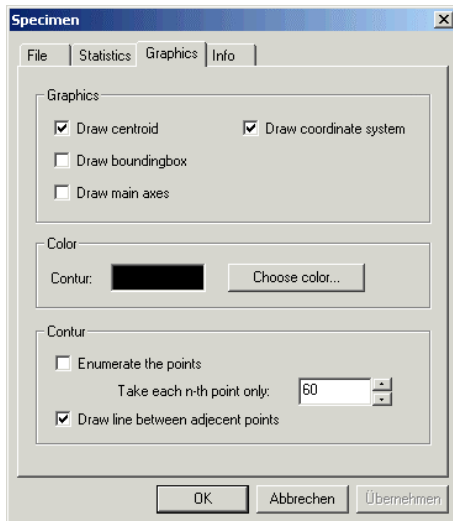 Specimen
File Statistics Graphics Info
Graphics
Draw centroid Draw coordinate system
Draw boundingbox
Draw main axes
Color
Contur: Choose color...
Contur
Enumerate the points
Take each n-th point only: 60
Draw line between adjecent points
OK Abbrechen Übernehmen